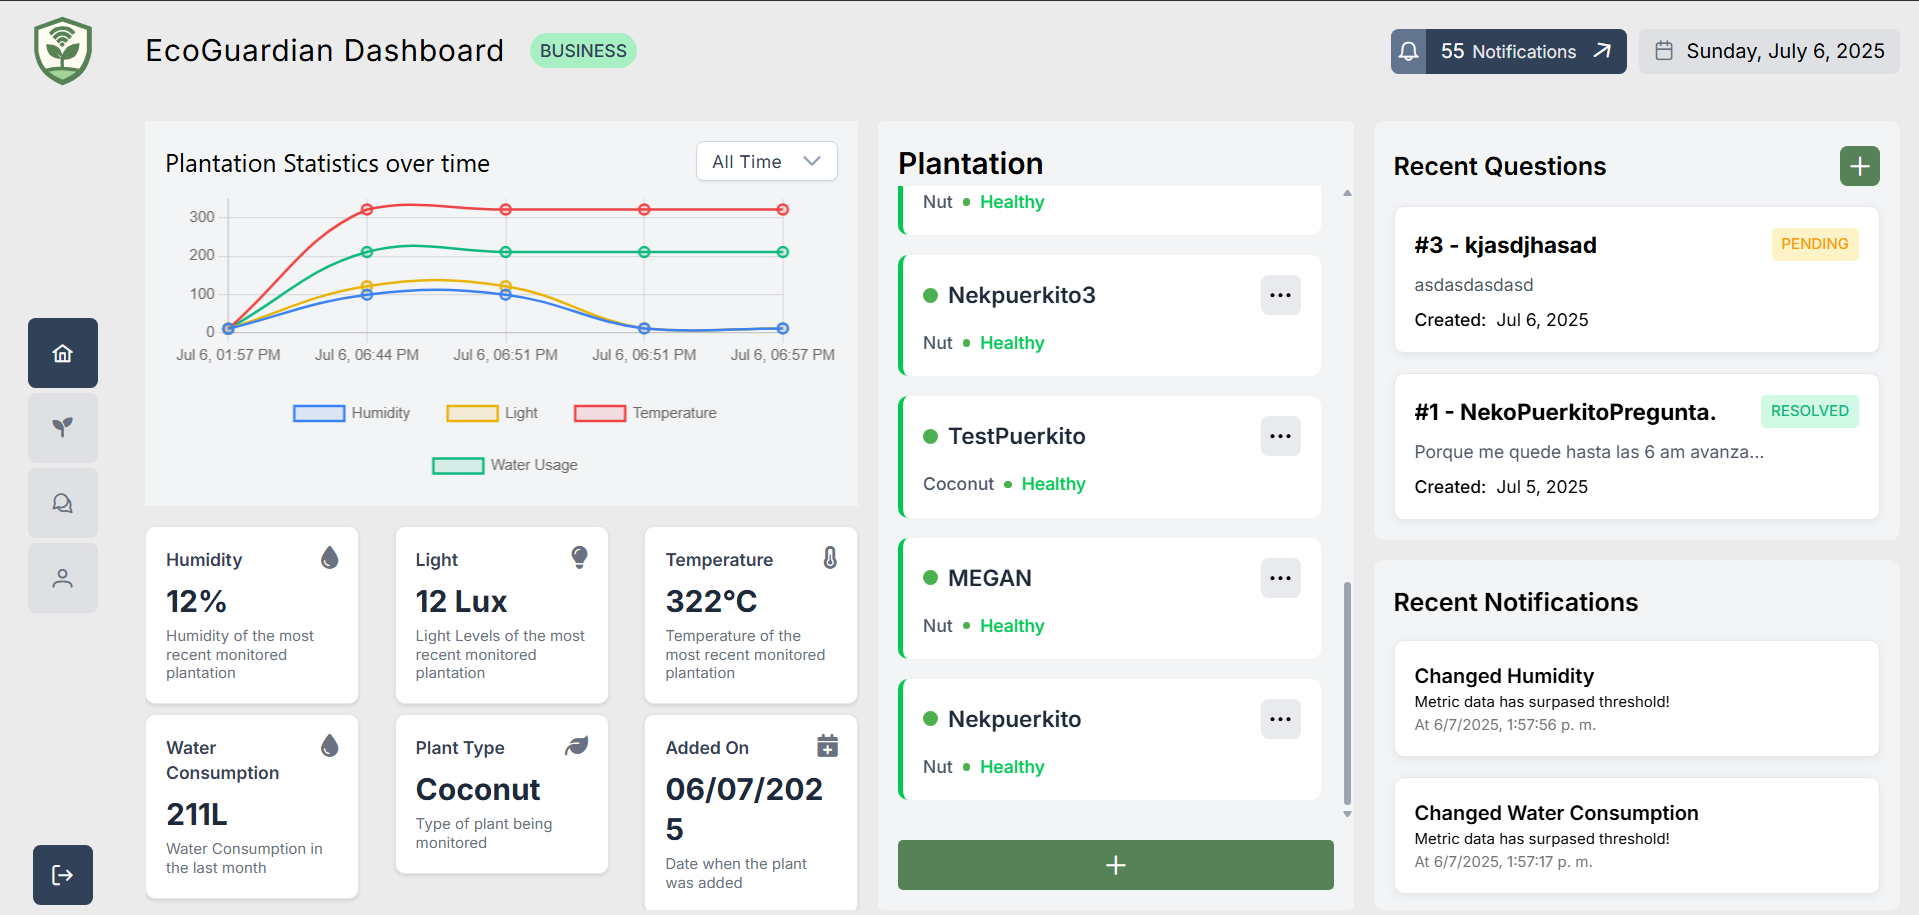 EcoGuardian Dashboard
BUSINESS
55 Notifications
Sunday, July 6, 2025
Plantation Statistics over time
All Time
300
200
100
0
Jul 6, 01:57 PM
Jul 6, 06:44 PM
Jul 6, 06:51 PM
Jul 6, 06:51 PM
Jul 6, 06:57 PM
Humidity
Light
Temperature
Water Usage
Humidity
12%
Humidity of the most
recent monitored
plantation
Light
12 Lux
Light Levels of the most
recent monitored
plantation
Temperature
322°C
Temperature of the
most recent monitored
plantation
Water
Consumption
211L
Water Consumption in
the last month
Plant Type
Coconut
Type of plant being
monitored
Added On
06/07/202
5
Date when the plant
was added
Plantation
Nut • Healthy
Nekpuerkito3
Nut • Healthy
TestPuerkito
Coconut • Healthy
MEGAN
Nut • Healthy
Nekpuerkito
Nut • Healthy
Recent Questions
#3 - kjasdjhasad
PENDING
asdasdasdasd
Created: Jul 6, 2025
#1 - NekoPuerkitoPregunta.
RESOLVED
Porque me quede hasta las 6 am avanza...
Created: Jul 5, 2025
Recent Notifications
Changed Humidity
Metric data has surpased threshold!
At 6/7/2025, 1:57:56 p. m.
Changed Water Consumption
Metric data has surpased threshold!
At 6/7/2025, 1:57:17 p. m.